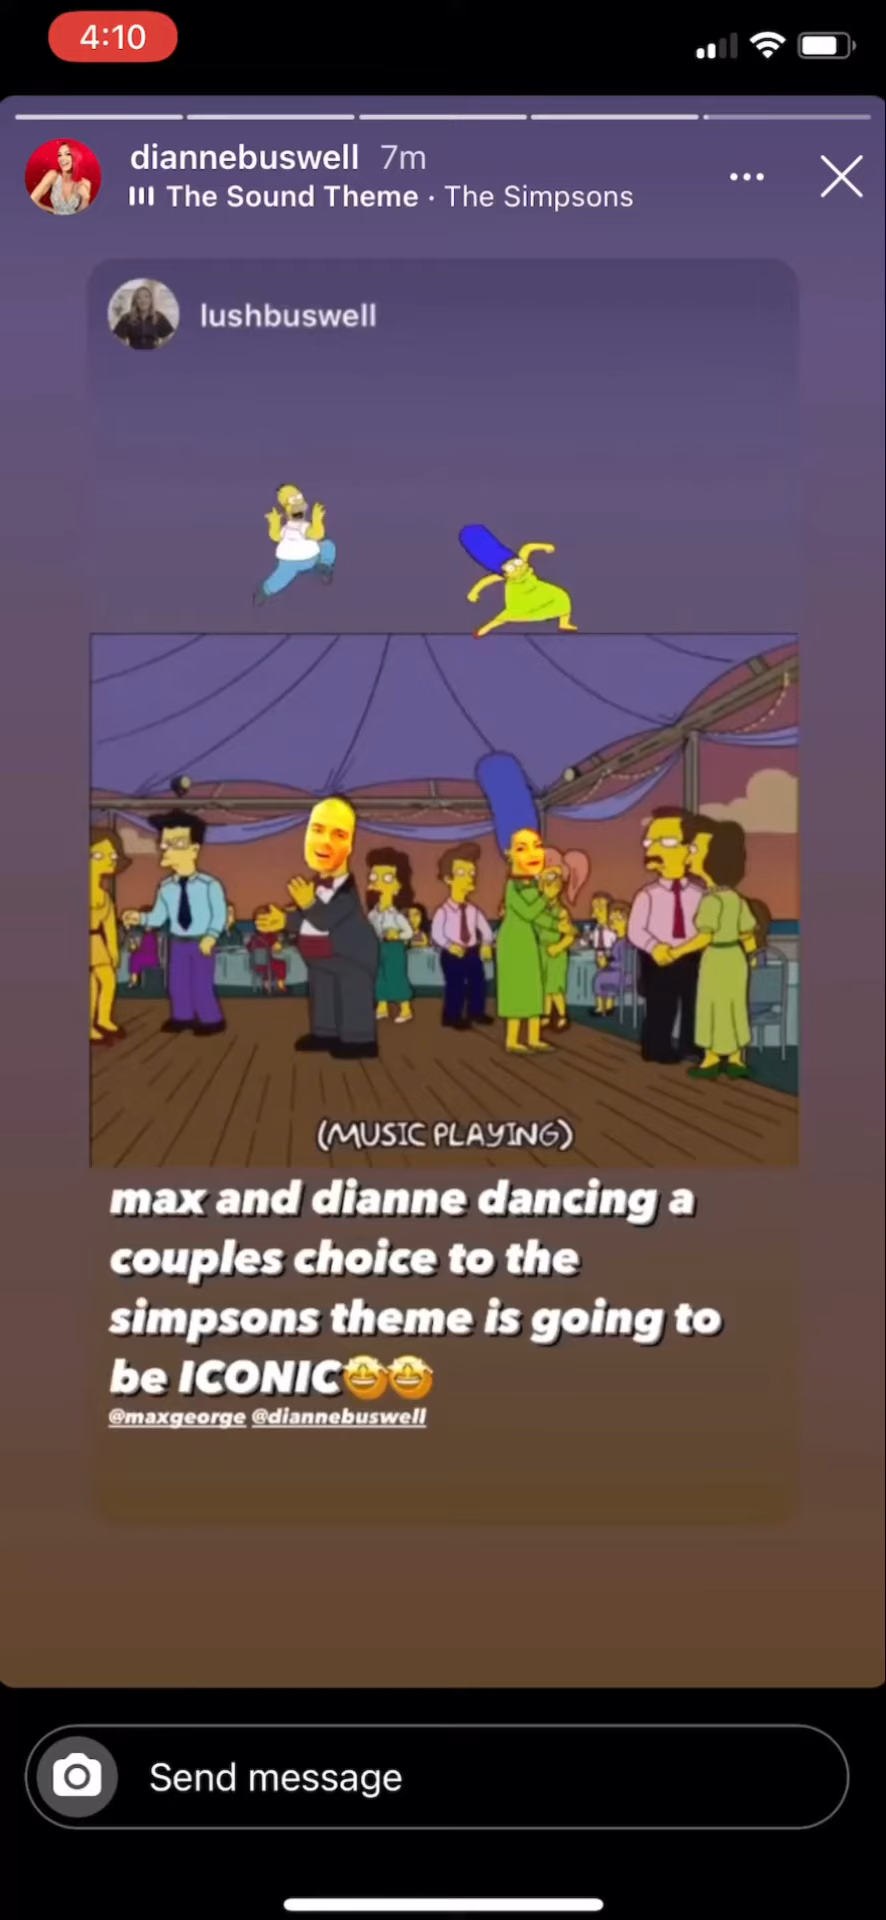 4:10
diannebuswell 7m
The Sound Theme · The Simpsons
lushbuswell
(MUSIC PLAYING)
max and dianne dancing a
couples choice to the
simpsons theme is going to
be ICONIC🤩🤩
@maxgeorge @diannebuswell
Send message